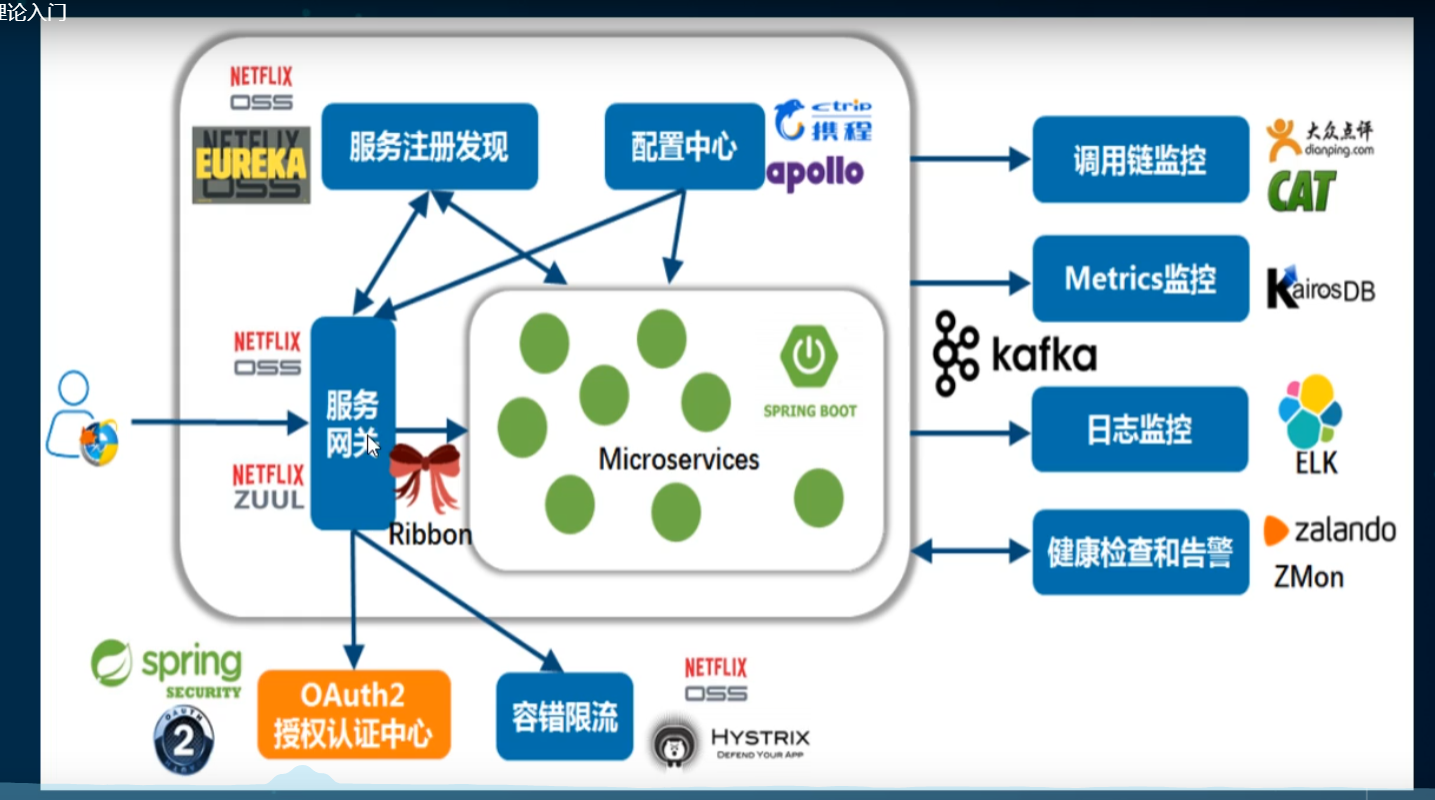 理论入门
NETFLIX
OSS
NETFLIX
EUREKA
OSS
服务注册发现
配置中心
ctrip
携程
apollo
调用链监控
大众点评
dianping.com
CAT
Metrics监控
KairosDB
NETFLIX
OSS
服务
网关
NETFLIX
ZUUL
Ribbon
SPRING BOOT
Microservices
kafka
日志监控
ELK
健康检查和告警
zalando
ZMon
spring
SECURITY
OAUTH
2
OAuth2
授权认证中心
容错限流
NETFLIX
OSS
HYSTRIX
DEFEND YOUR APP